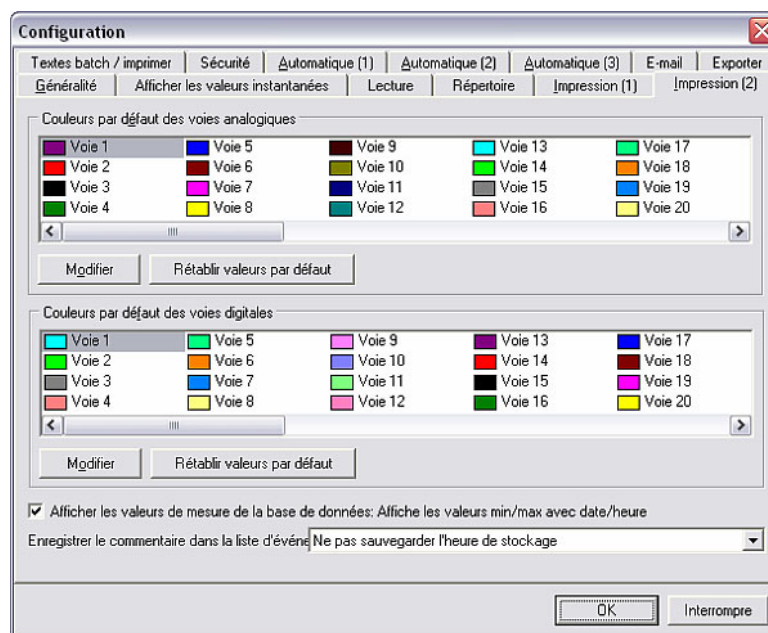 Configuration
Textes batch / imprimer Sécurité Automatique (1) Automatique (2) Automatique (3) E-mail Exporter
Généralité Afficher les valeurs instantanées Lecture Répertoire Impression (1) Impression (2)
Couleurs par défaut des voies analogiques
Voie 1 Voie 5 Voie 9 Voie 13 Voie 17
Voie 2 Voie 6 Voie 10 Voie 14 Voie 18
Voie 3 Voie 7 Voie 11 Voie 15 Voie 19
Voie 4 Voie 8 Voie 12 Voie 16 Voie 20
Modifier Rétablir valeurs par défaut
Couleurs par défaut des voies digitales
Voie 1 Voie 5 Voie 9 Voie 13 Voie 17
Voie 2 Voie 6 Voie 10 Voie 14 Voie 18
Voie 3 Voie 7 Voie 11 Voie 15 Voie 19
Voie 4 Voie 8 Voie 12 Voie 16 Voie 20
Modifier Rétablir valeurs par défaut
Afficher les valeurs de mesure de la base de données: Affiche les valeurs min/max avec date/heure
Enregistrer le commentaire dans la liste d'événe Ne pas sauvegarder l'heure de stockage
OK Interrompre